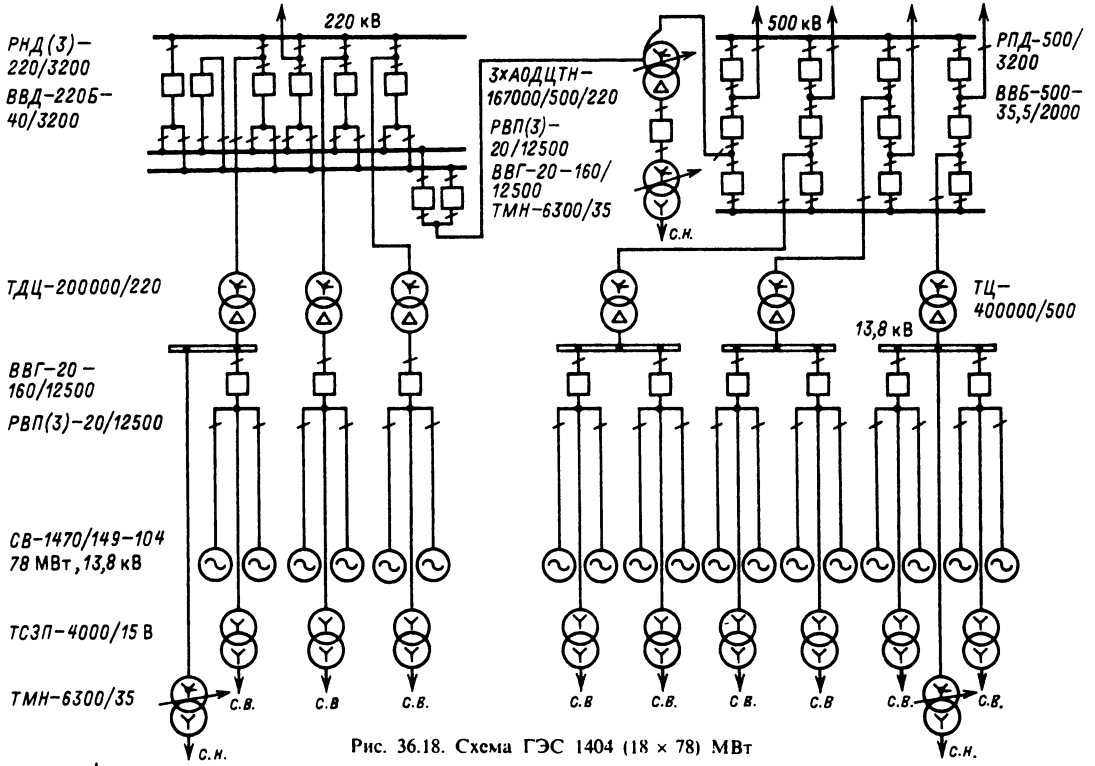 220 кВ
500 кВ
РНД(3)–
220/3200
ВВД–220Б–
40/3200
3хАОДЦТН–
167000/500/220
РВП(3)–
20/12500
ВВГ–20–160/
12500
ТМН–6300/35
с.н.
РПД–500/
3200
ВВБ–500–
35,5/2000
ТДЦ–200000/220
ТЦ–
400000/500
13,8 кВ
ВВГ–20–
160/12500
РВП(3)–20/12500
СВ–1470/149–104
78 МВт, 13,8 кВ
ТСЗП–4000/15 В
ТМН–6300/35
с.в.
с.в
с.в.
с.в
с.в.
с.в.
с.в
с.в.
с.в.
с.н.
с.н.
Рис. 36.18. Схема ГЭС 1404 (18 × 78) МВт